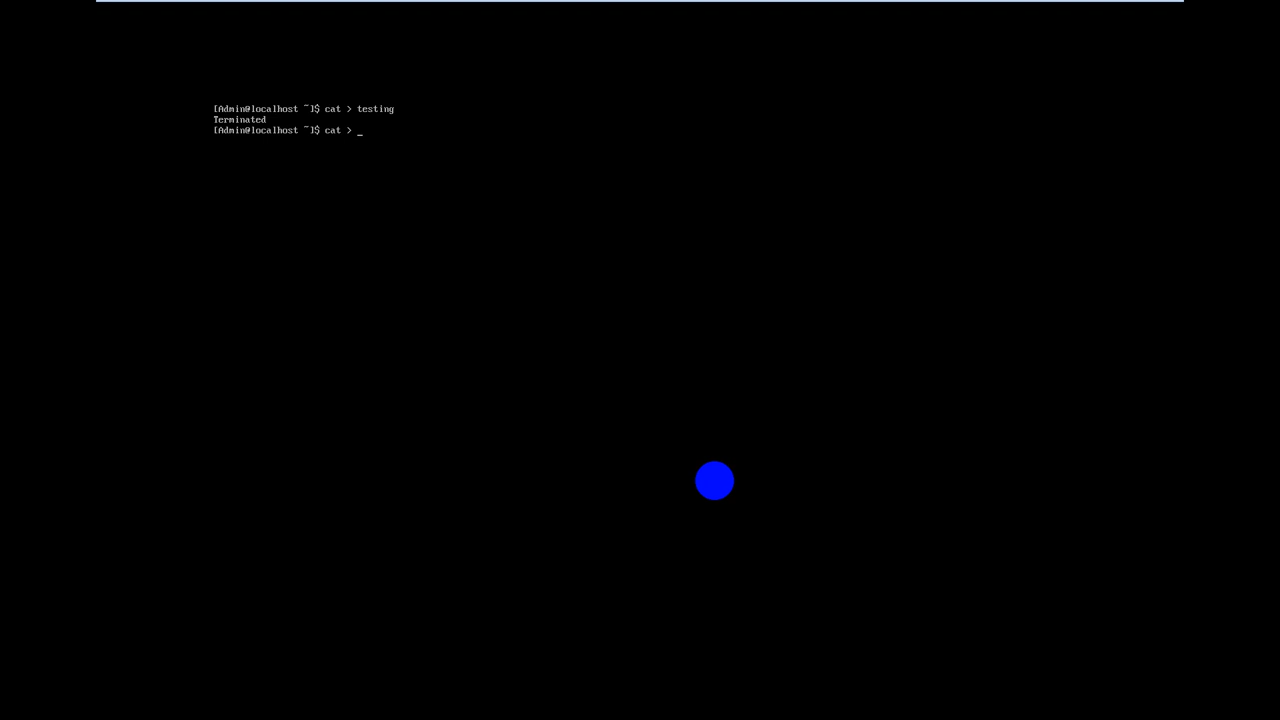 [Admin@localhost ~]$ cat > testing
Terminated
[Admin@localhost ~]$ cat > _